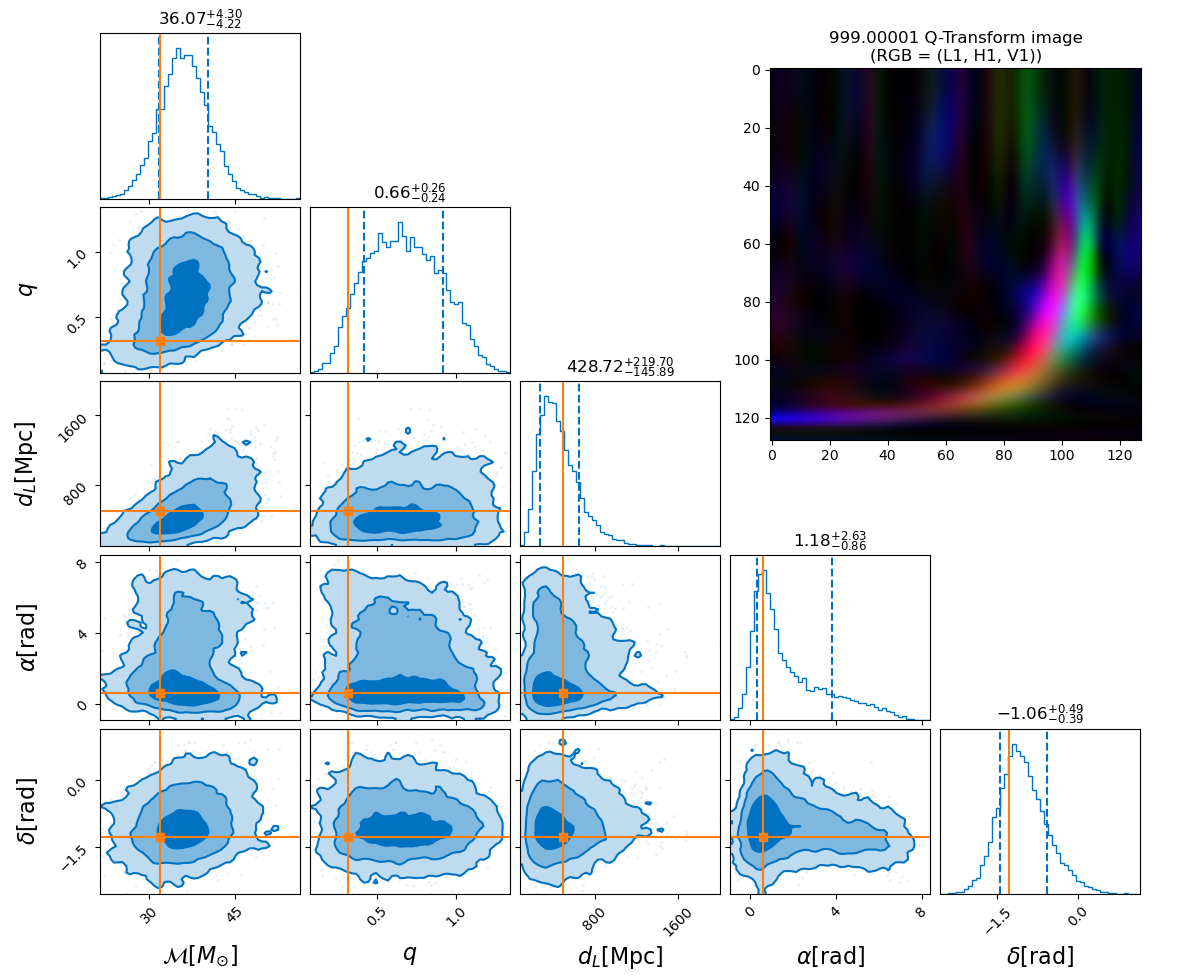 36.07+4.30−4.22
999.00001 Q-Transform image
(RGB = (L1, H1, V1))
0
20
40
60
80
100
120
0 20 40 60 80 100 120
0.66+0.26−0.24
q
1.0
0.5
428.72+219.70−145.89
d_L[Mpc]
1600
800
1.18+2.63−0.86
α[rad]
8
4
0
−1.06+0.49−0.39
δ[rad]
0.0
−1.5
30 45 0.5 1.0 800 1600 0 4 8 −1.5 0.0
ℳ[M⊙] q d_L[Mpc] α[rad] δ[rad]